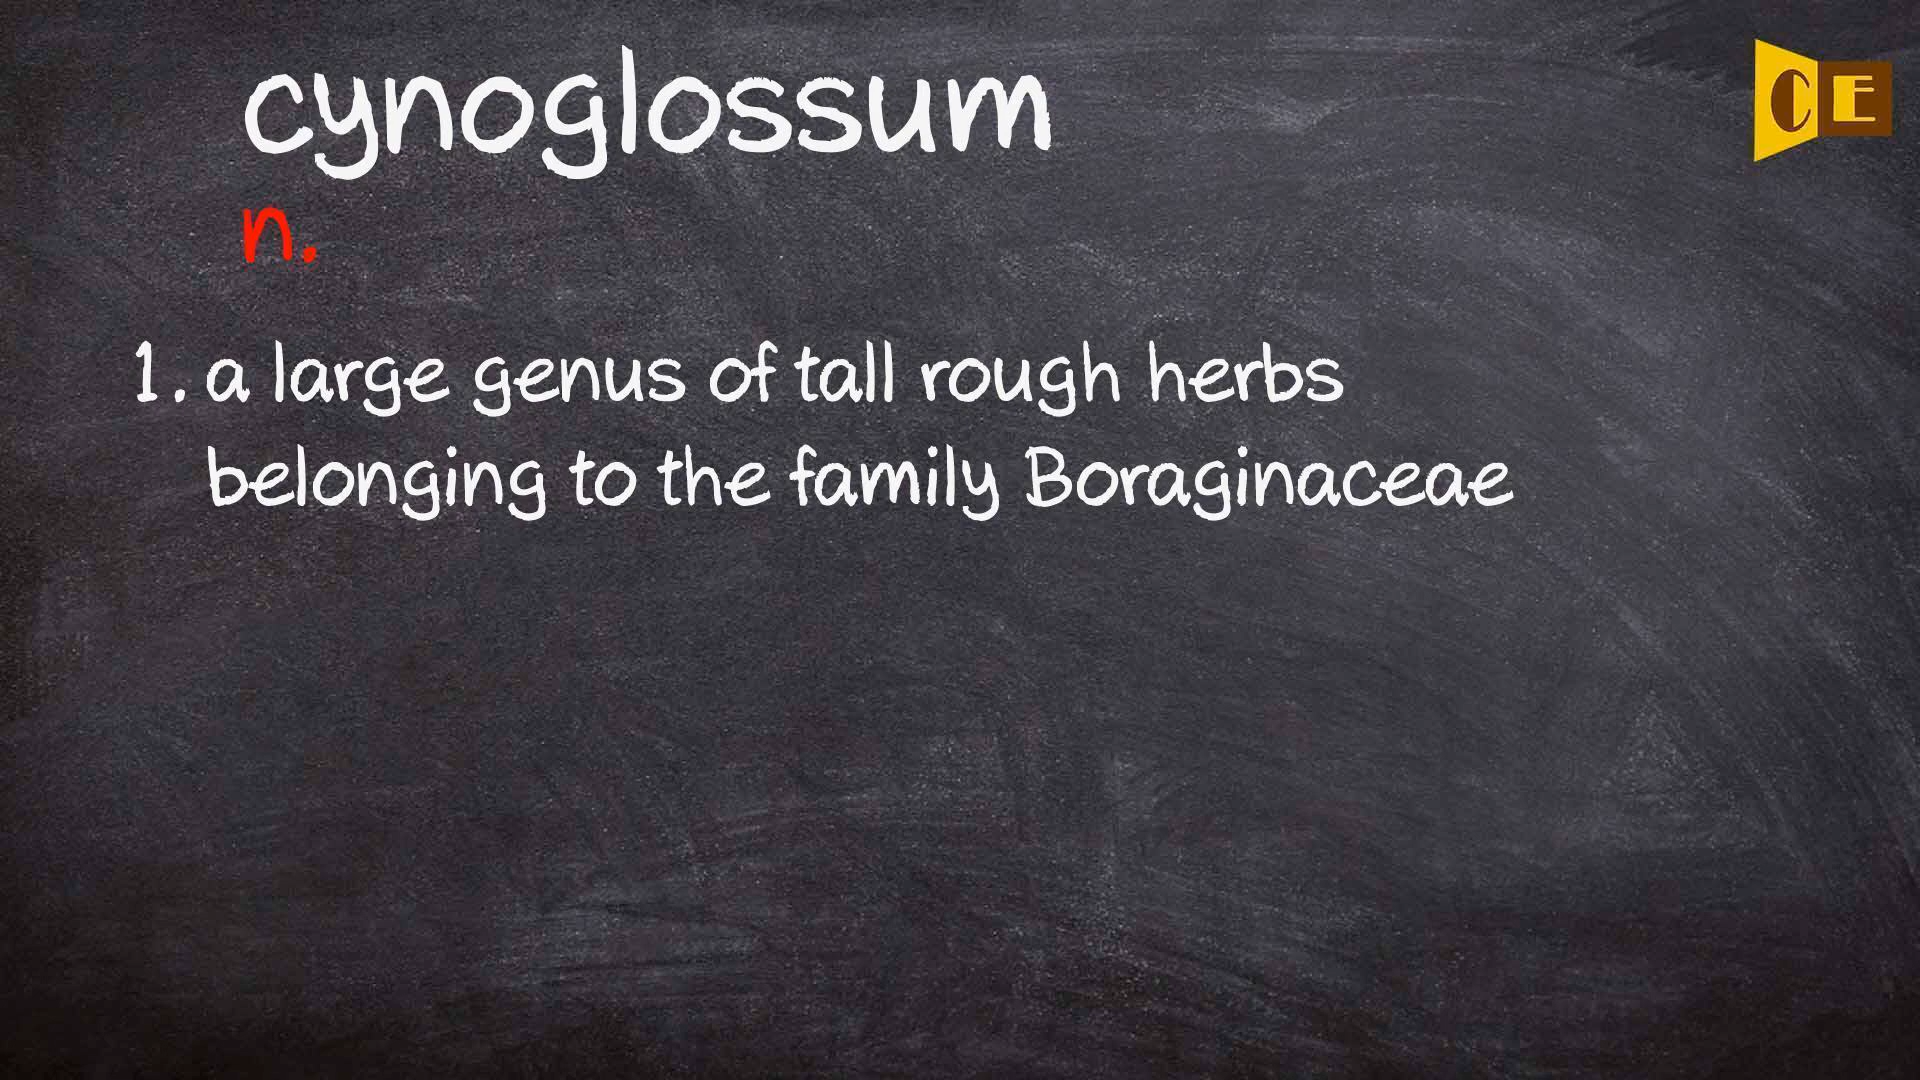 cynoglossum
CE
n.
1. a large genus of tall rough herbs
belonging to the family Boraginaceae